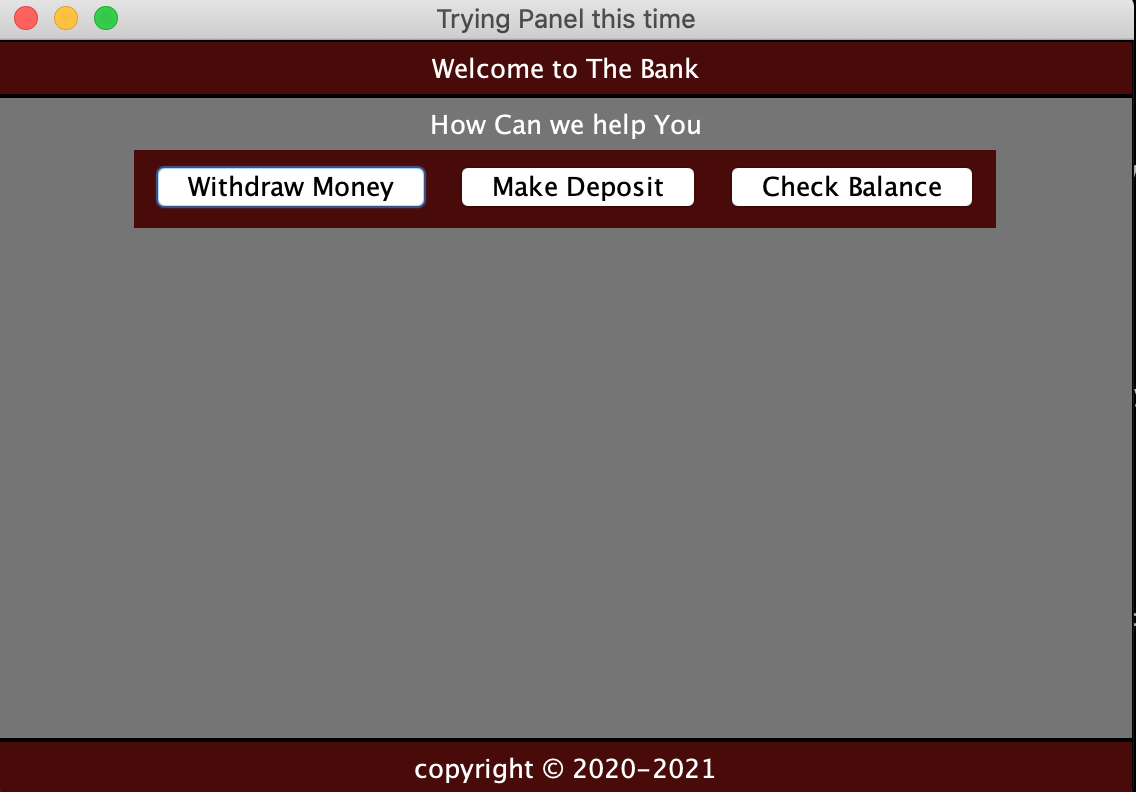 Trying Panel this time
Welcome to The Bank
How Can we help You
Withdraw Money Make Deposit Check Balance
copyright © 2020-2021